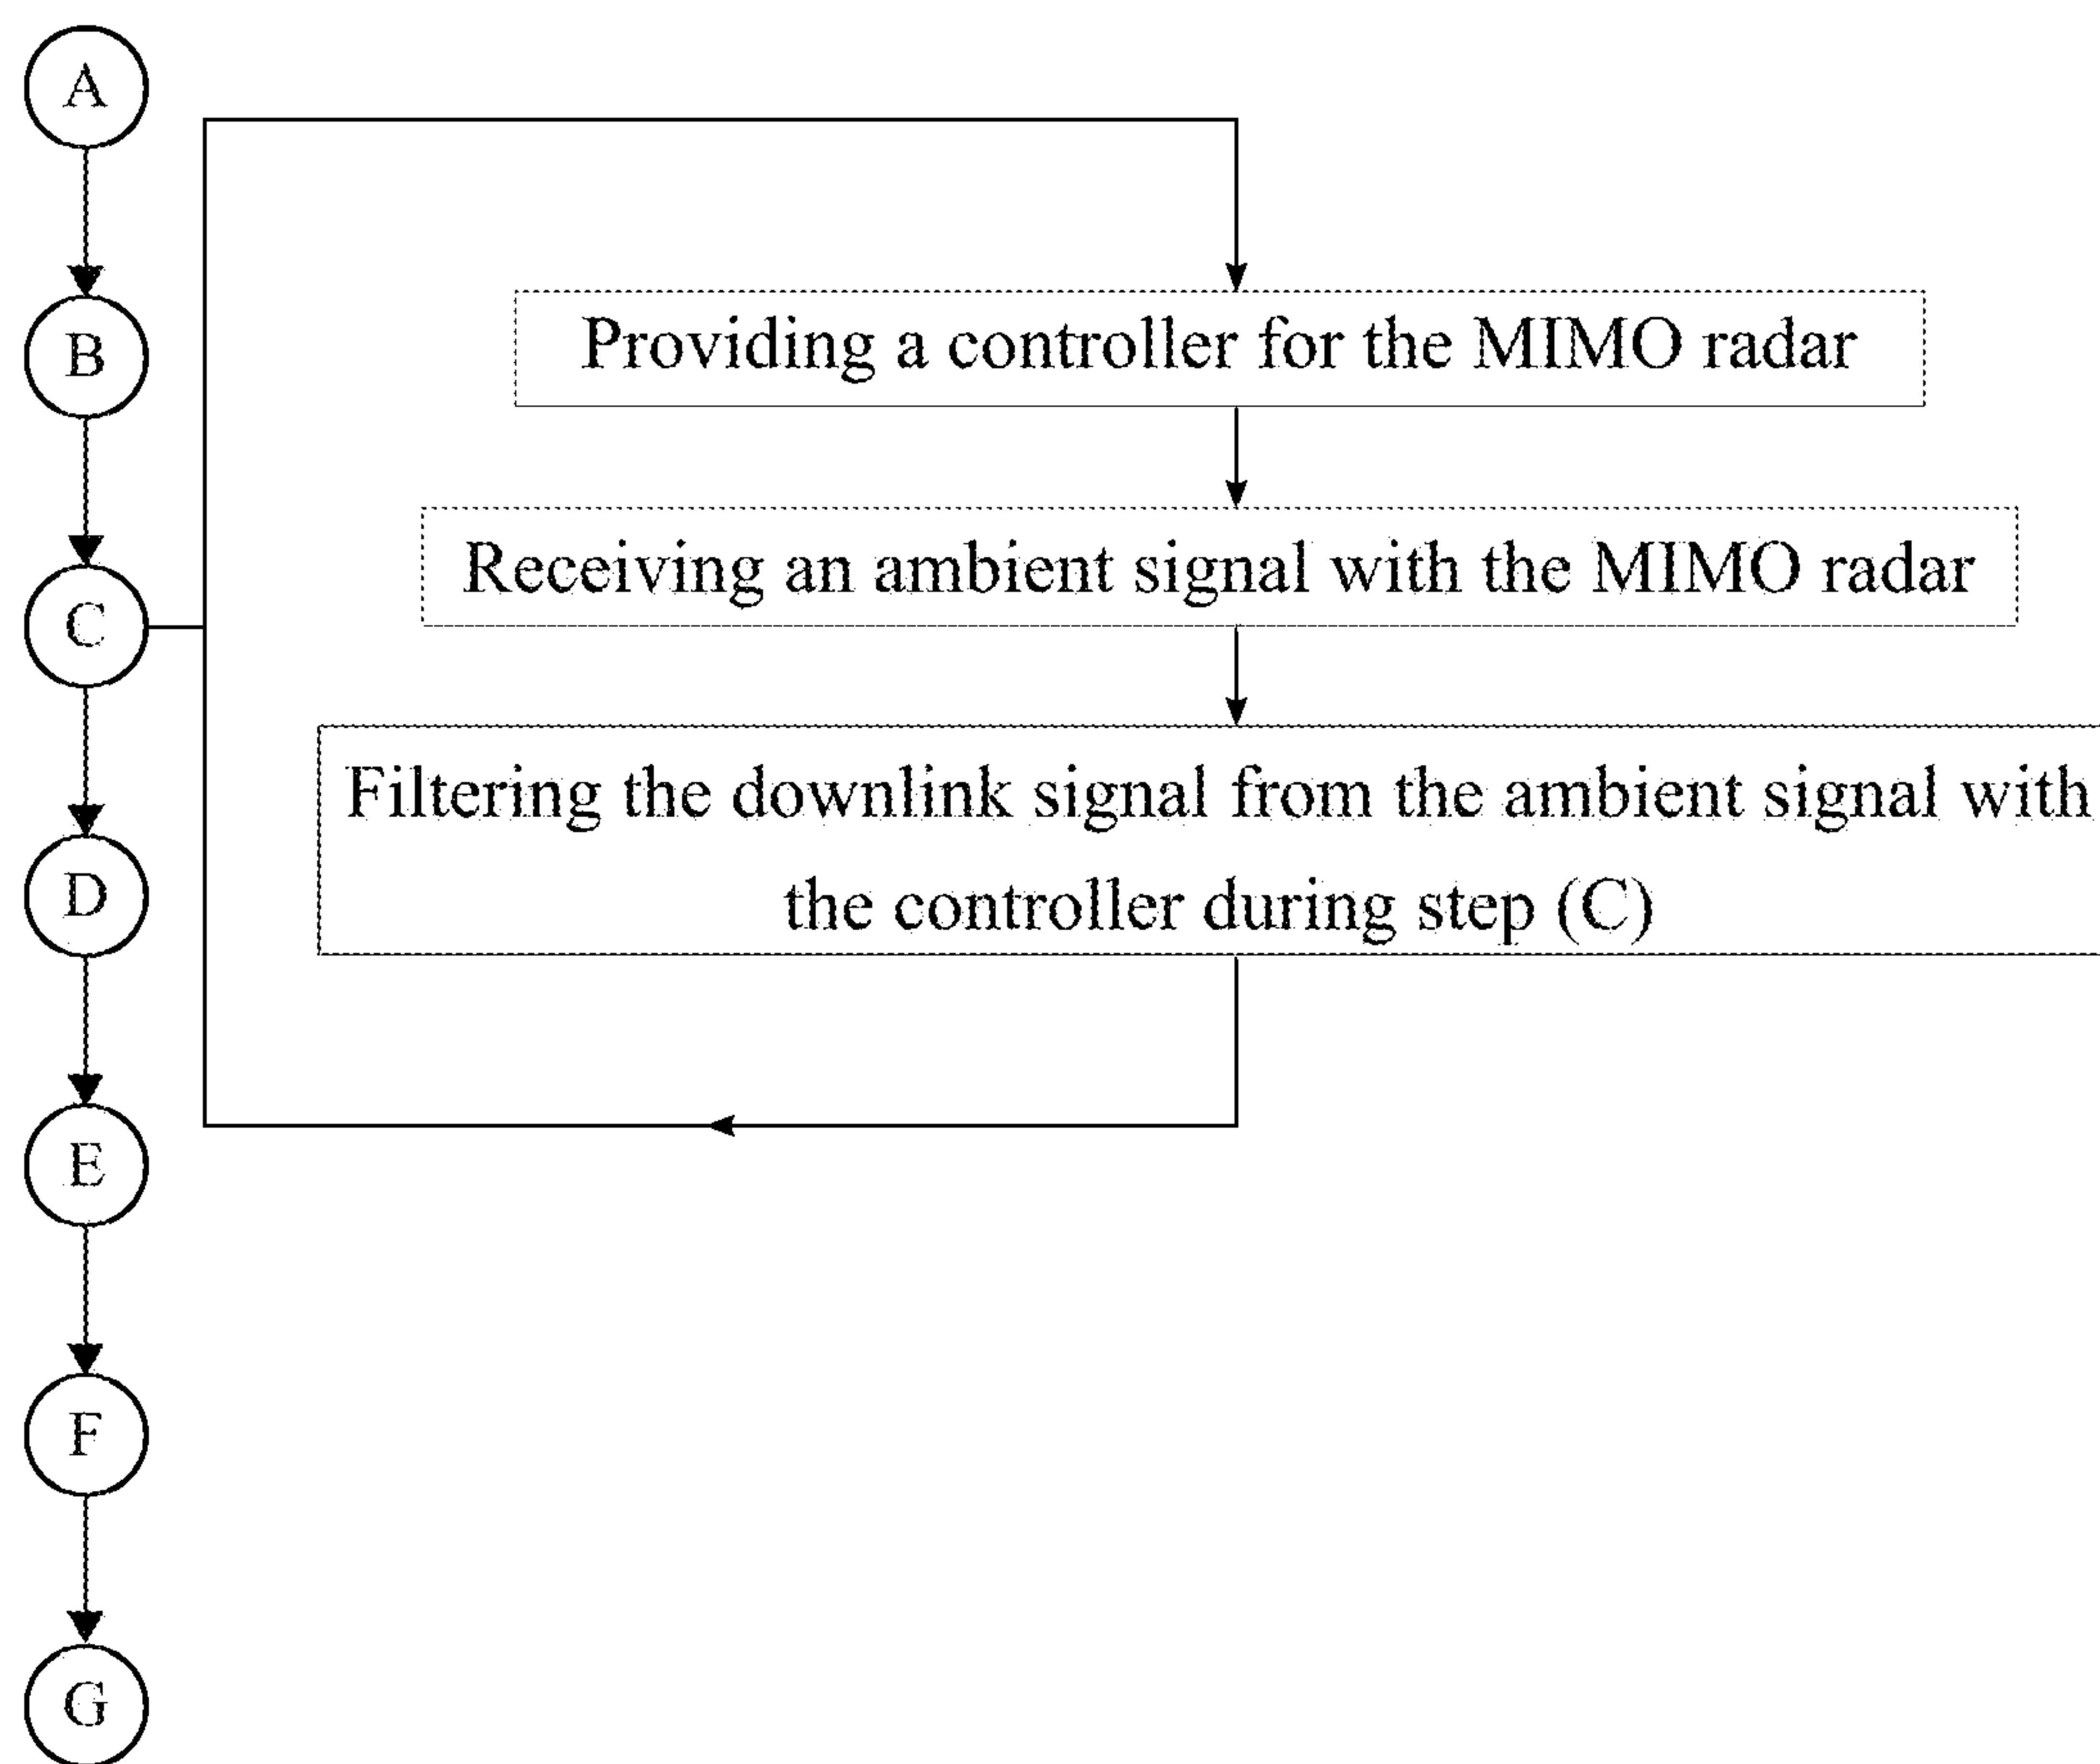 A
B
C
D
E
F
G
Providing a controller for the MIMO radar
Receiving an ambient signal with the MIMO radar
Filtering the downlink signal from the ambient signal with
the controller during step (C)